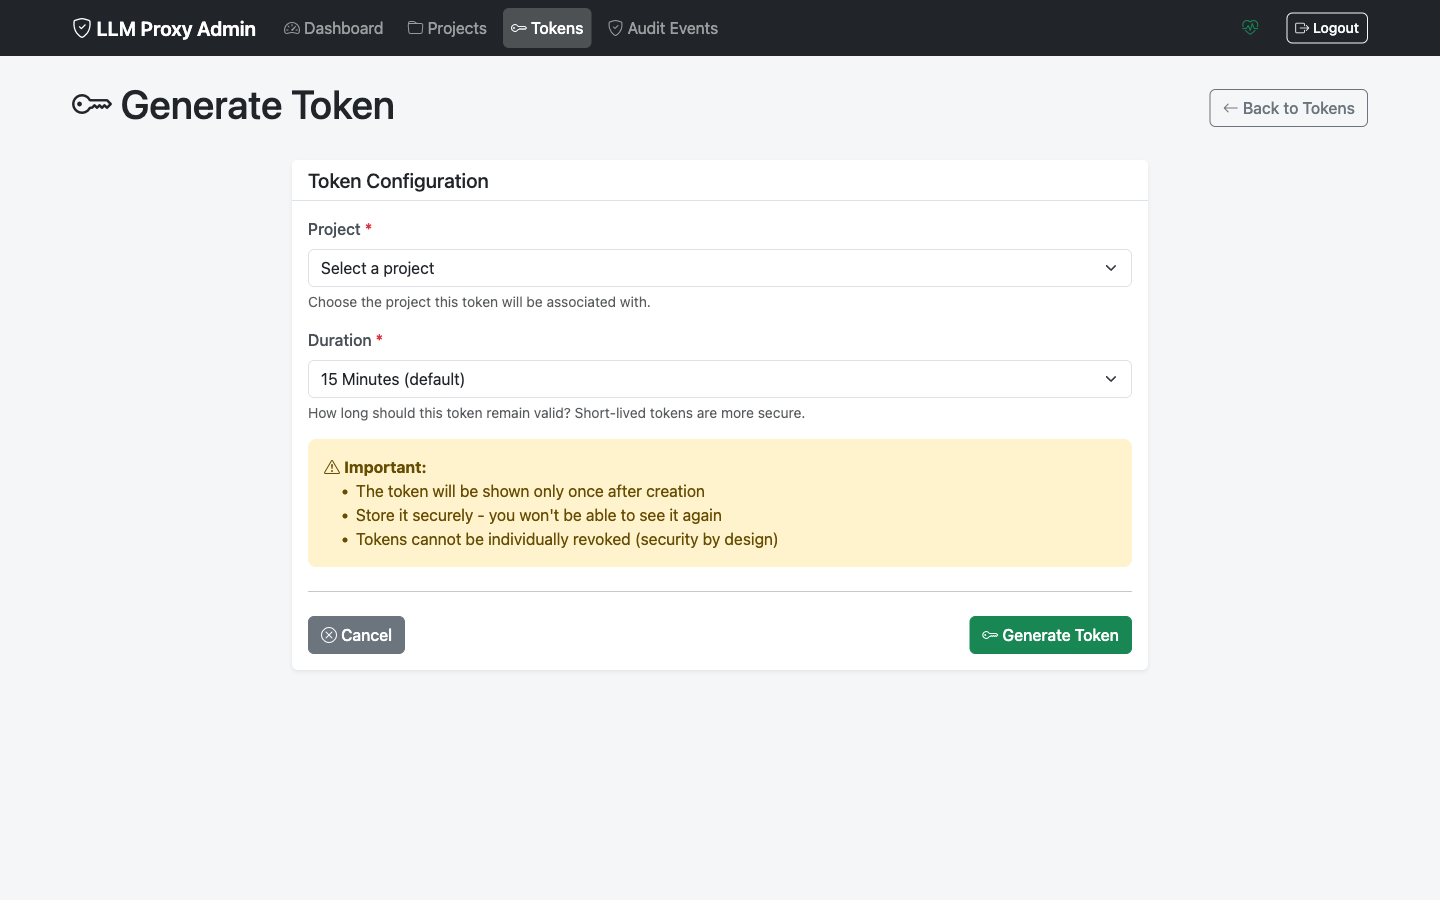 LLM Proxy Admin Dashboard Projects Tokens Audit Events Logout
Generate Token
Back to Tokens
Token Configuration
Project *
Select a project
Choose the project this token will be associated with.
Duration *
15 Minutes (default)
How long should this token remain valid? Short-lived tokens are more secure.
Important:
• The token will be shown only once after creation
• Store it securely - you won't be able to see it again
• Tokens cannot be individually revoked (security by design)
Cancel
Generate Token